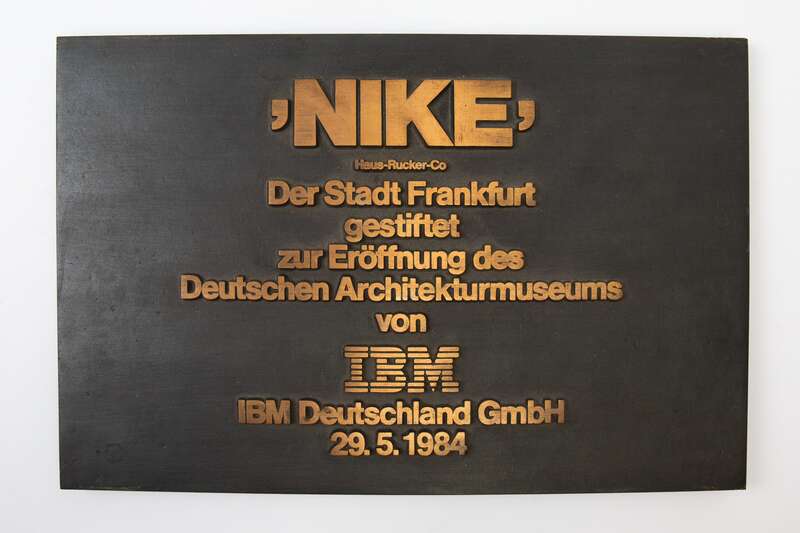 ’NIKE’
Haus-Rucker-Co
Der Stadt Frankfurt
gestiftet
zur Eröffnung des
Deutschen Architekturmuseums
von
IBM
IBM Deutschland GmbH
29.5.1984